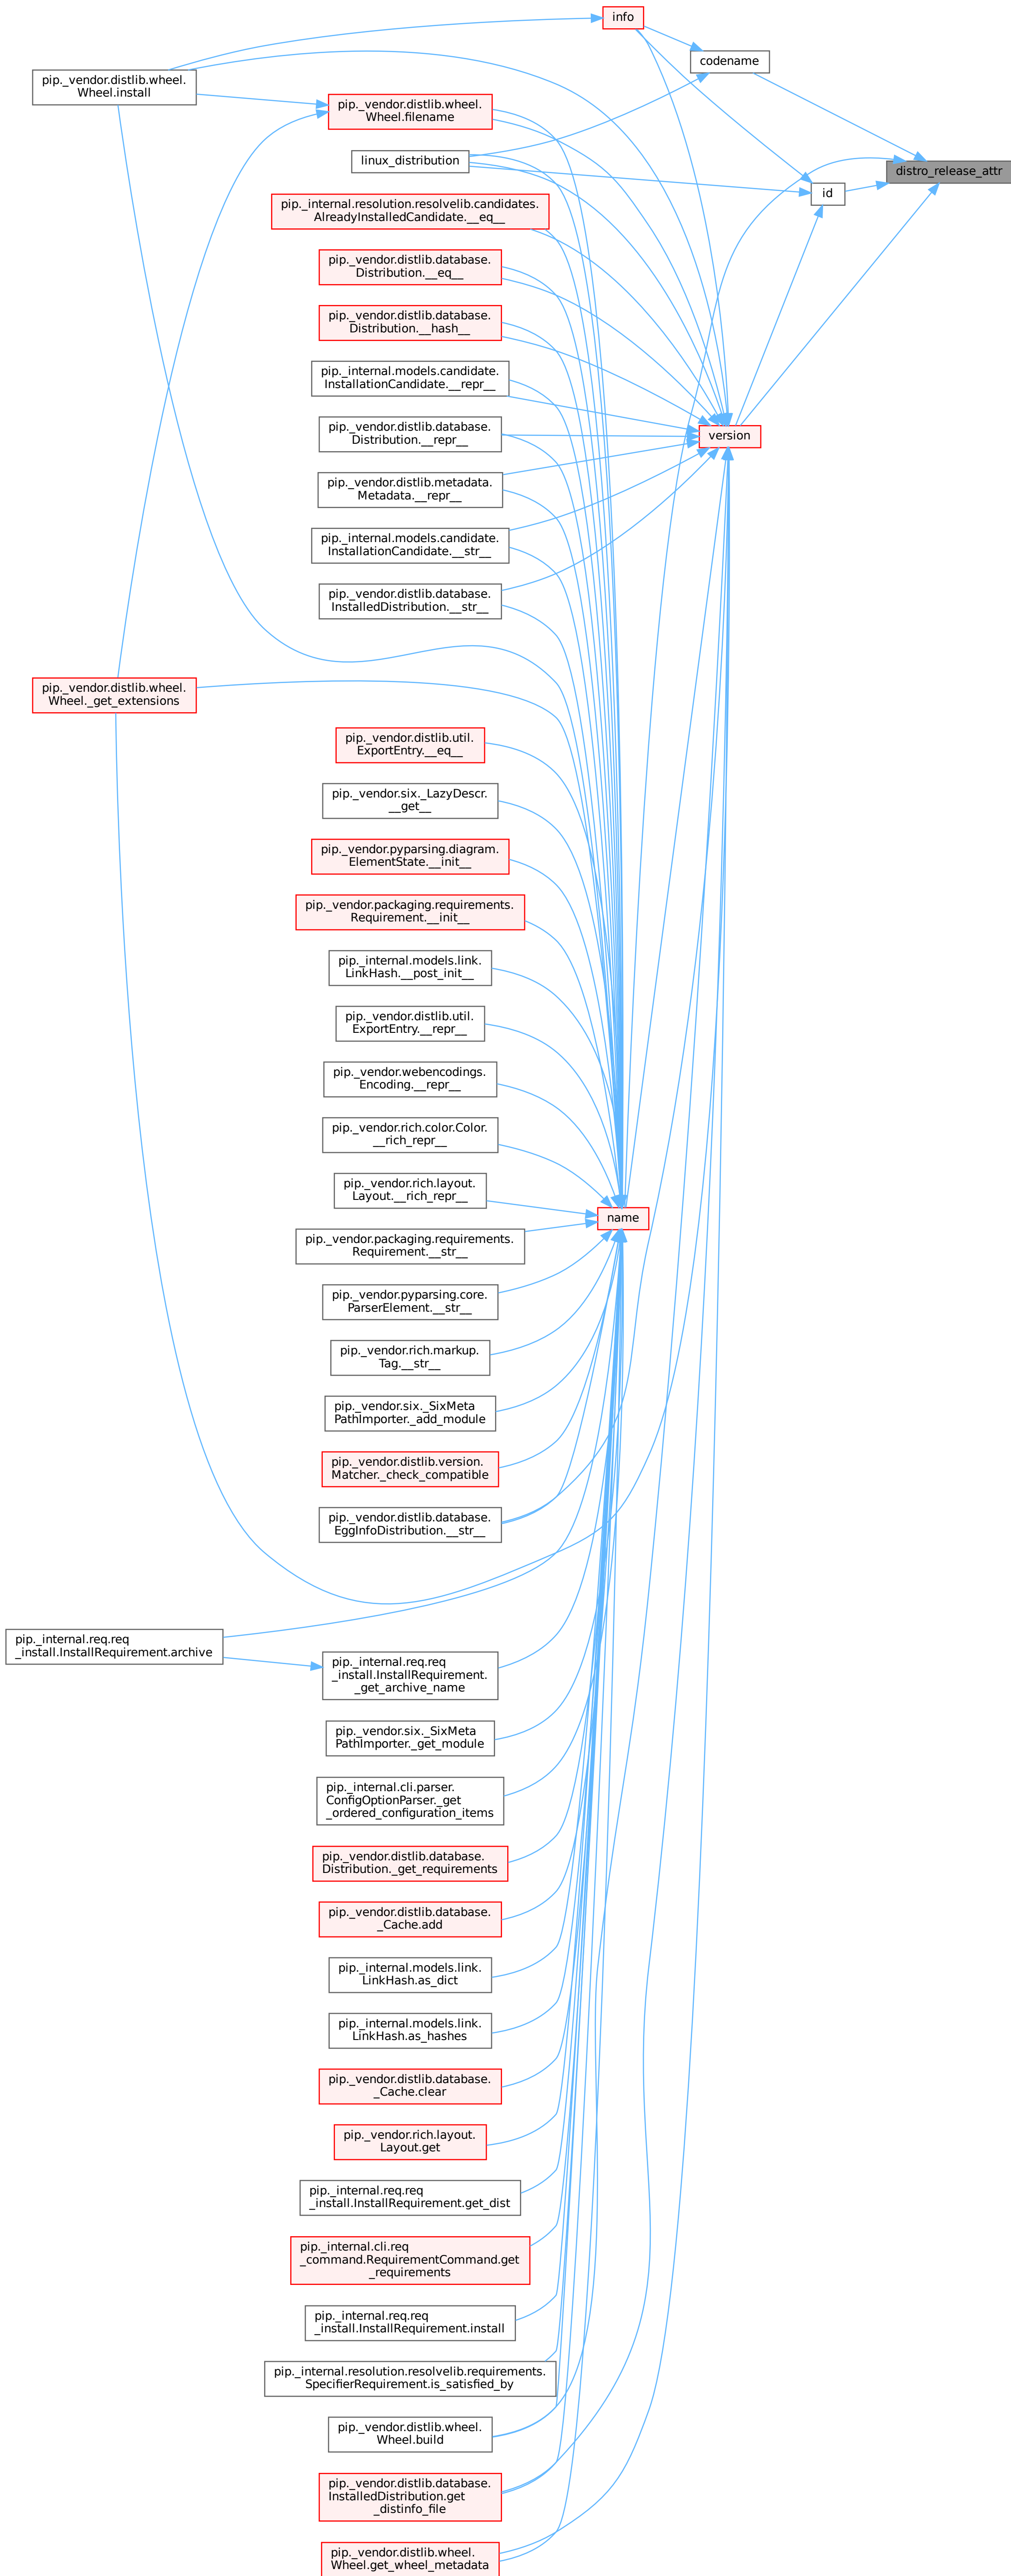 info
codename
pip._vendor.distlib.wheel.
Wheel.install
pip._vendor.distlib.wheel.
Wheel.filename
linux_distribution
distro_release_attr
id
pip._internal.resolution.resolvelib.candidates.
AlreadyInstalledCandidate.__eq__
pip._vendor.distlib.database.
Distribution.__eq__
pip._vendor.distlib.database.
Distribution.__hash__
pip._internal.models.candidate.
InstallationCandidate.__repr__
pip._vendor.distlib.database.
Distribution.__repr__
version
pip._vendor.distlib.metadata.
Metadata.__repr__
pip._internal.models.candidate.
InstallationCandidate.__str__
pip._vendor.distlib.database.
InstalledDistribution.__str__
pip._vendor.distlib.wheel.
Wheel._get_extensions
pip._vendor.distlib.util.
ExportEntry.__eq__
pip._vendor.six._LazyDescr.
__get__
pip._vendor.pyparsing.diagram.
ElementState.__init__
pip._vendor.packaging.requirements.
Requirement.__init__
pip._internal.models.link.
LinkHash.__post_init__
pip._vendor.distlib.util.
ExportEntry.__repr__
pip._vendor.webencodings.
Encoding.__repr__
pip._vendor.rich.color.Color.
__rich_repr__
pip._vendor.rich.layout.
Layout.__rich_repr__
name
pip._vendor.packaging.requirements.
Requirement.__str__
pip._vendor.pyparsing.core.
ParserElement.__str__
pip._vendor.rich.markup.
Tag.__str__
pip._vendor.six._SixMeta
PathImporter._add_module
pip._vendor.distlib.version.
Matcher._check_compatible
pip._vendor.distlib.database.
EggInfoDistribution.__str__
pip._internal.req.req
_install.InstallRequirement.archive
pip._internal.req.req
_install.InstallRequirement.
_get_archive_name
pip._vendor.six._SixMeta
PathImporter._get_module
pip._internal.cli.parser.
ConfigOptionParser._get
_ordered_configuration_items
pip._vendor.distlib.database.
Distribution._get_requirements
pip._vendor.distlib.database.
_Cache.add
pip._internal.models.link.
LinkHash.as_dict
pip._internal.models.link.
LinkHash.as_hashes
pip._vendor.distlib.database.
_Cache.clear
pip._vendor.rich.layout.
Layout.get
pip._internal.req.req
_install.InstallRequirement.get_dist
pip._internal.cli.req
_command.RequirementCommand.get
_requirements
pip._internal.req.req
_install.InstallRequirement.install
pip._internal.resolution.resolvelib.requirements.
SpecifierRequirement.is_satisfied_by
pip._vendor.distlib.wheel.
Wheel.build
pip._vendor.distlib.database.
InstalledDistribution.get
_distinfo_file
pip._vendor.distlib.wheel.
Wheel.get_wheel_metadata